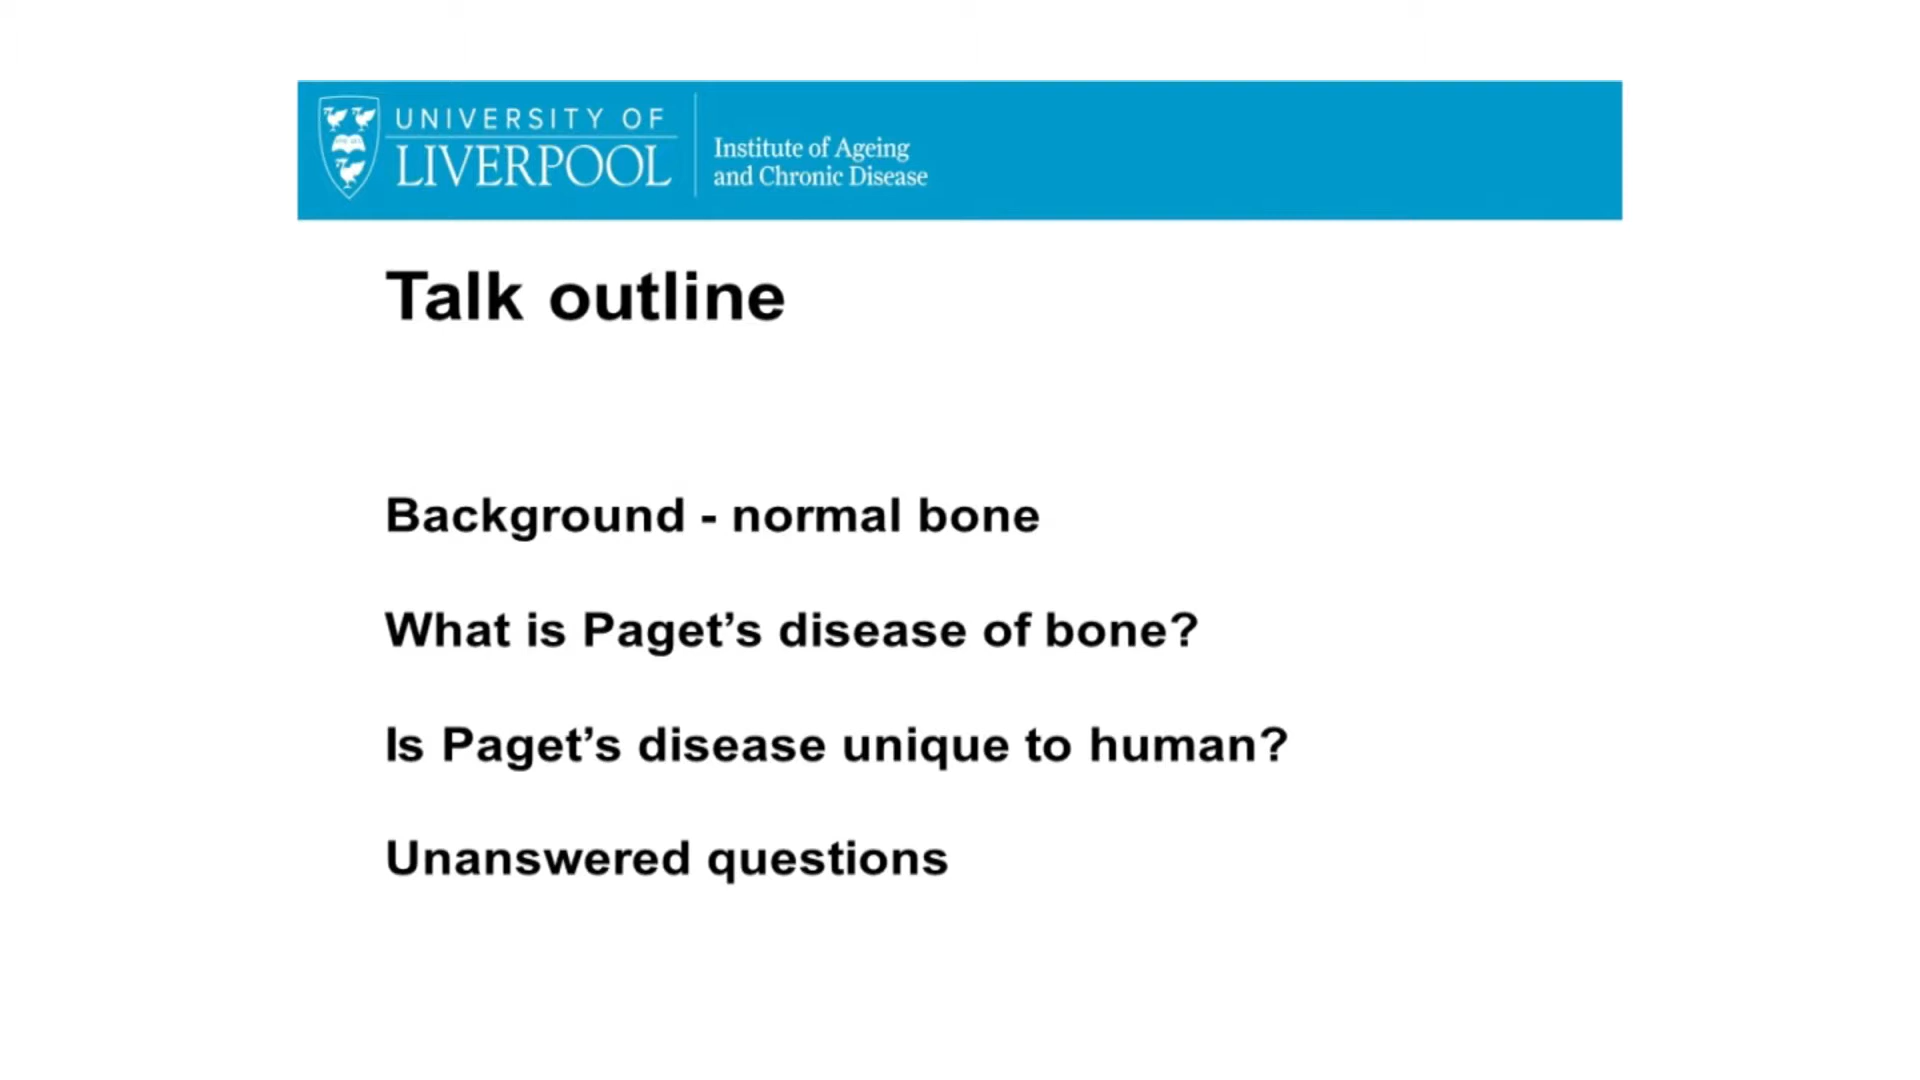 UNIVERSITY OF
LIVERPOOL
Institute of Ageing
and Chronic Disease
Talk outline
Background - normal bone
What is Paget’s disease of bone?
Is Paget’s disease unique to human?
Unanswered questions